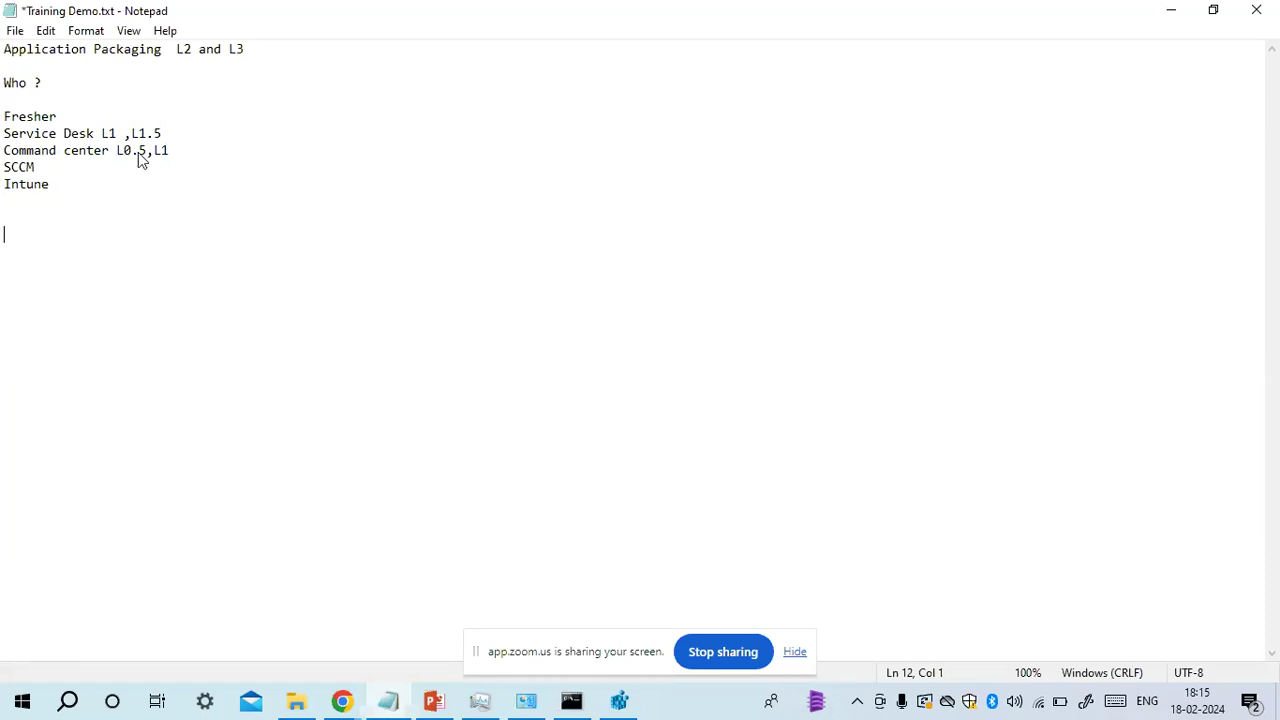 *Training Demo.txt - Notepad
File Edit Format View Help
Application Packaging  L2 and L3
Who ?
Fresher
Service Desk L1 ,L1.5
Command center L0.5,L1
SCCM
Intune
app.zoom.us is sharing your screen. Stop sharing Hide
Ln 12, Col 1 100% Windows (CRLF) UTF-8
ENG 18:15
18-02-2024 2